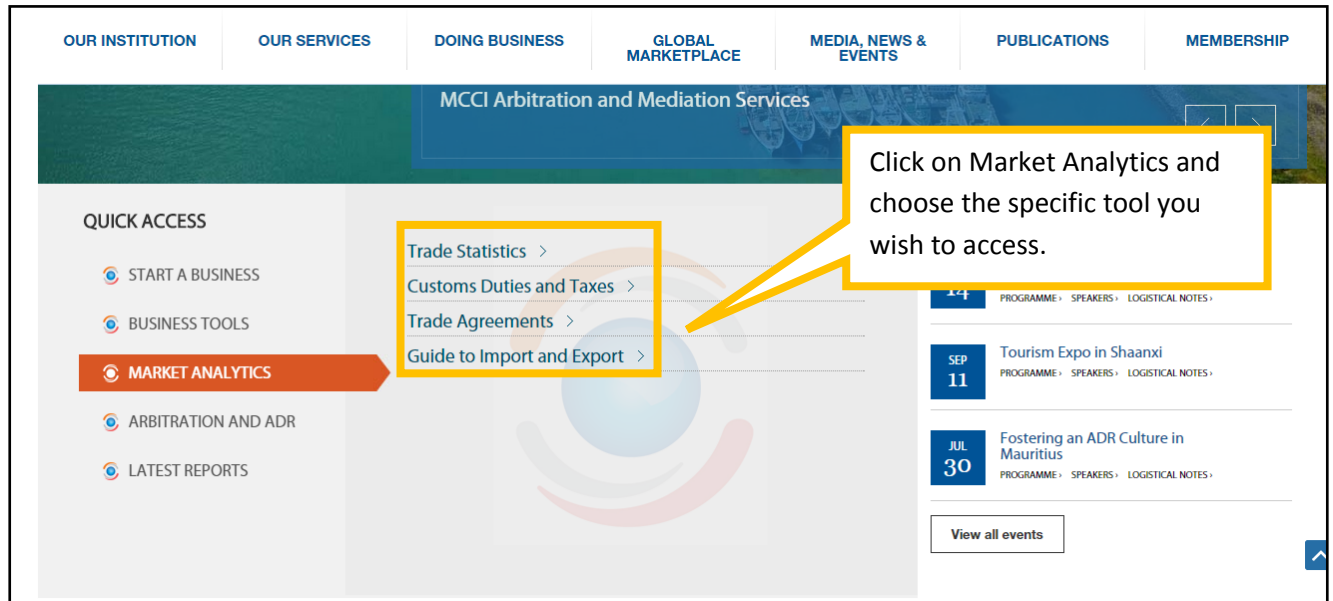 OUR INSTITUTION
OUR SERVICES
DOING BUSINESS
GLOBAL
MARKETPLACE
MEDIA, NEWS &
EVENTS
PUBLICATIONS
MEMBERSHIP
MCCI Arbitration and Mediation Services
Click on Market Analytics and
choose the specific tool you
wish to access.
QUICK ACCESS
START A BUSINESS
BUSINESS TOOLS
MARKET ANALYTICS
ARBITRATION AND ADR
LATEST REPORTS
Trade Statistics >
Customs Duties and Taxes >
Trade Agreements >
Guide to Import and Export >
14
PROGRAMME › SPEAKERS › LOGISTICAL NOTES ›
SEP
11
Tourism Expo in Shaanxi
PROGRAMME › SPEAKERS › LOGISTICAL NOTES ›
JUL
30
Fostering an ADR Culture in
Mauritius
PROGRAMME › SPEAKERS › LOGISTICAL NOTES ›
View all events